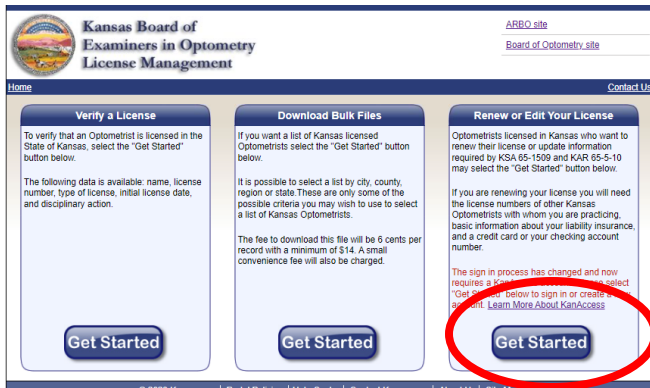 Kansas Board of
Examiners in Optometry
License Management
ARBO site
Board of Optometry site
Home
Contact Us
Verify a License
To verify that an Optometrist is licensed in the
State of Kansas, select the "Get Started"
button below.
The following data is available: name, license
number, type of license, initial license date,
and disciplinary action.
Get Started
Download Bulk Files
If you want a list of Kansas licensed
Optometrists select the "Get Started" button
below.
It is possible to select a list by city, county,
region or state.These are only some of the
possible criteria you may wish to use to select
a list of Kansas Optometrists.
The fee to download this file will be 6 cents per
record with a minimum of $14. A small
convenience fee will also be charged.
Get Started
Renew or Edit Your License
Optometrists licensed in Kansas who want to
renew their license or update information
required by KSA 65-1509 and KAR 65-5-10
may select the "Get Started" button below.
If you are renewing your license you will need
the license numbers of other Kansas
Optometrists with whom you are practicing,
basic information about your liability insurance,
and a credit card or your checking account
number.
The sign in process has changed and now
requires a select
"Get below to sign in or create a
Learn More About KanAccess
Get Started